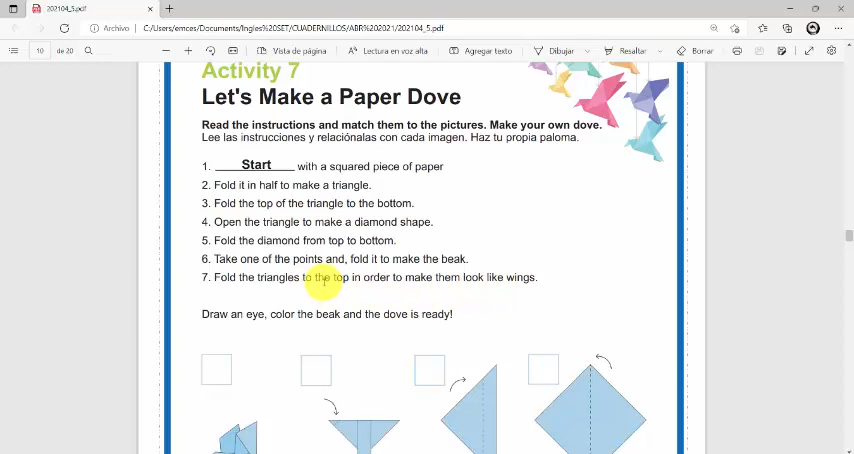 202104_5.pdf
Archivo C:/Users/emces/Documents/Ingles%20SET/CUADERNILLOS/ABR%202021/202104_5.pdf
10 de 20 Vista de página Lectura en voz alta Agregar texto Dibujar Resaltar Borrar
Activity 7
Let's Make a Paper Dove
Read the instructions and match them to the pictures. Make your own dove.
Lee las instrucciones y relaciónalas con cada imagen. Haz tu propia paloma.
1. Start with a squared piece of paper
2. Fold it in half to make a triangle.
3. Fold the top of the triangle to the bottom.
4. Open the triangle to make a diamond shape.
5. Fold the diamond from top to bottom.
6. Take one of the points and, fold it to make the beak.
7. Fold the triangles to the top in order to make them look like wings.
Draw an eye, color the beak and the dove is ready!